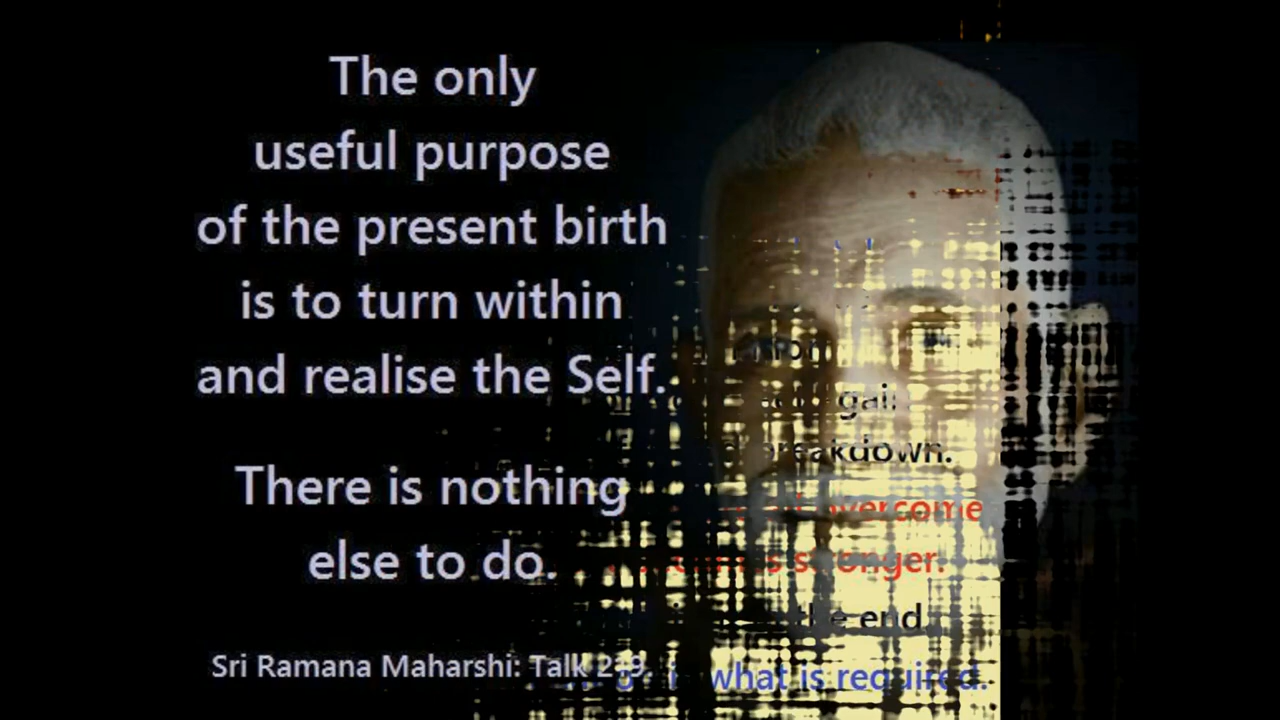 The only
useful purpose
of the present birth
is to turn within
and realise the Self.
There is nothing
else to do.
Sri Ramana Maharshi: Talk
breakdown.
overcome
stronger.
the end
what is required.